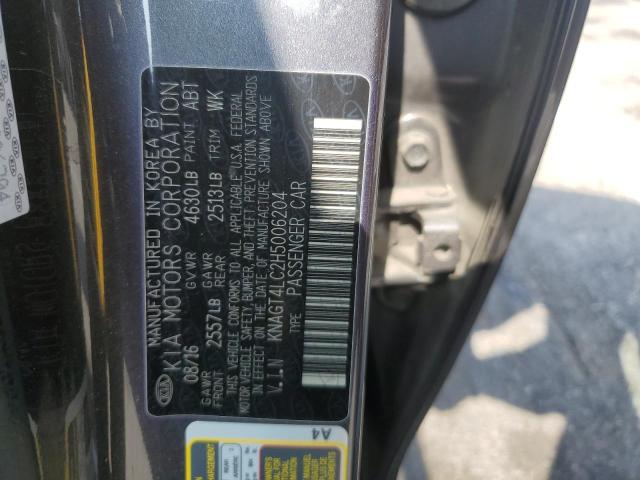 MANUFACTURED IN KOREA BY
KIA MOTORS CORPORATION
08/16 GVWR 4630LB PAINT ABT
GAWR FRONT 2557LB GAWR REAR 2513LB TRIM WK
THIS VEHICLE CONFORMS TO ALL APPLICABLE U.S.A. FEDERAL
MOTOR VEHICLE SAFETY, BUMPER, AND THEFT PREVENTION STANDARDS
IN EFFECT ON THE DATE OF MANUFACTURE SHOWN ABOVE
V.I.N KNAGT4LC2H5006204
TYPE: PASSENGER CAR
KIA
A4